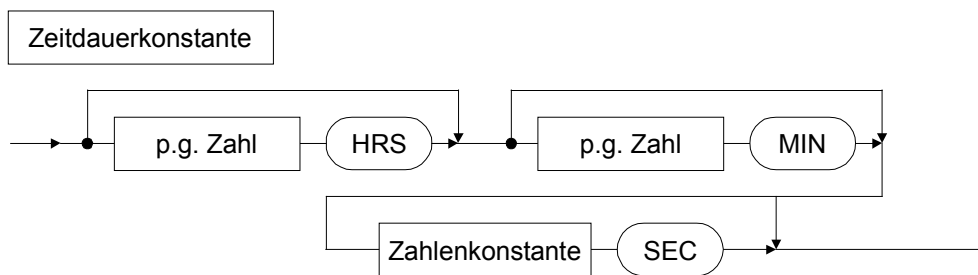 Zeitdauerkonstante
p.g. Zahl HRS p.g. Zahl MIN
Zahlenkonstante SEC